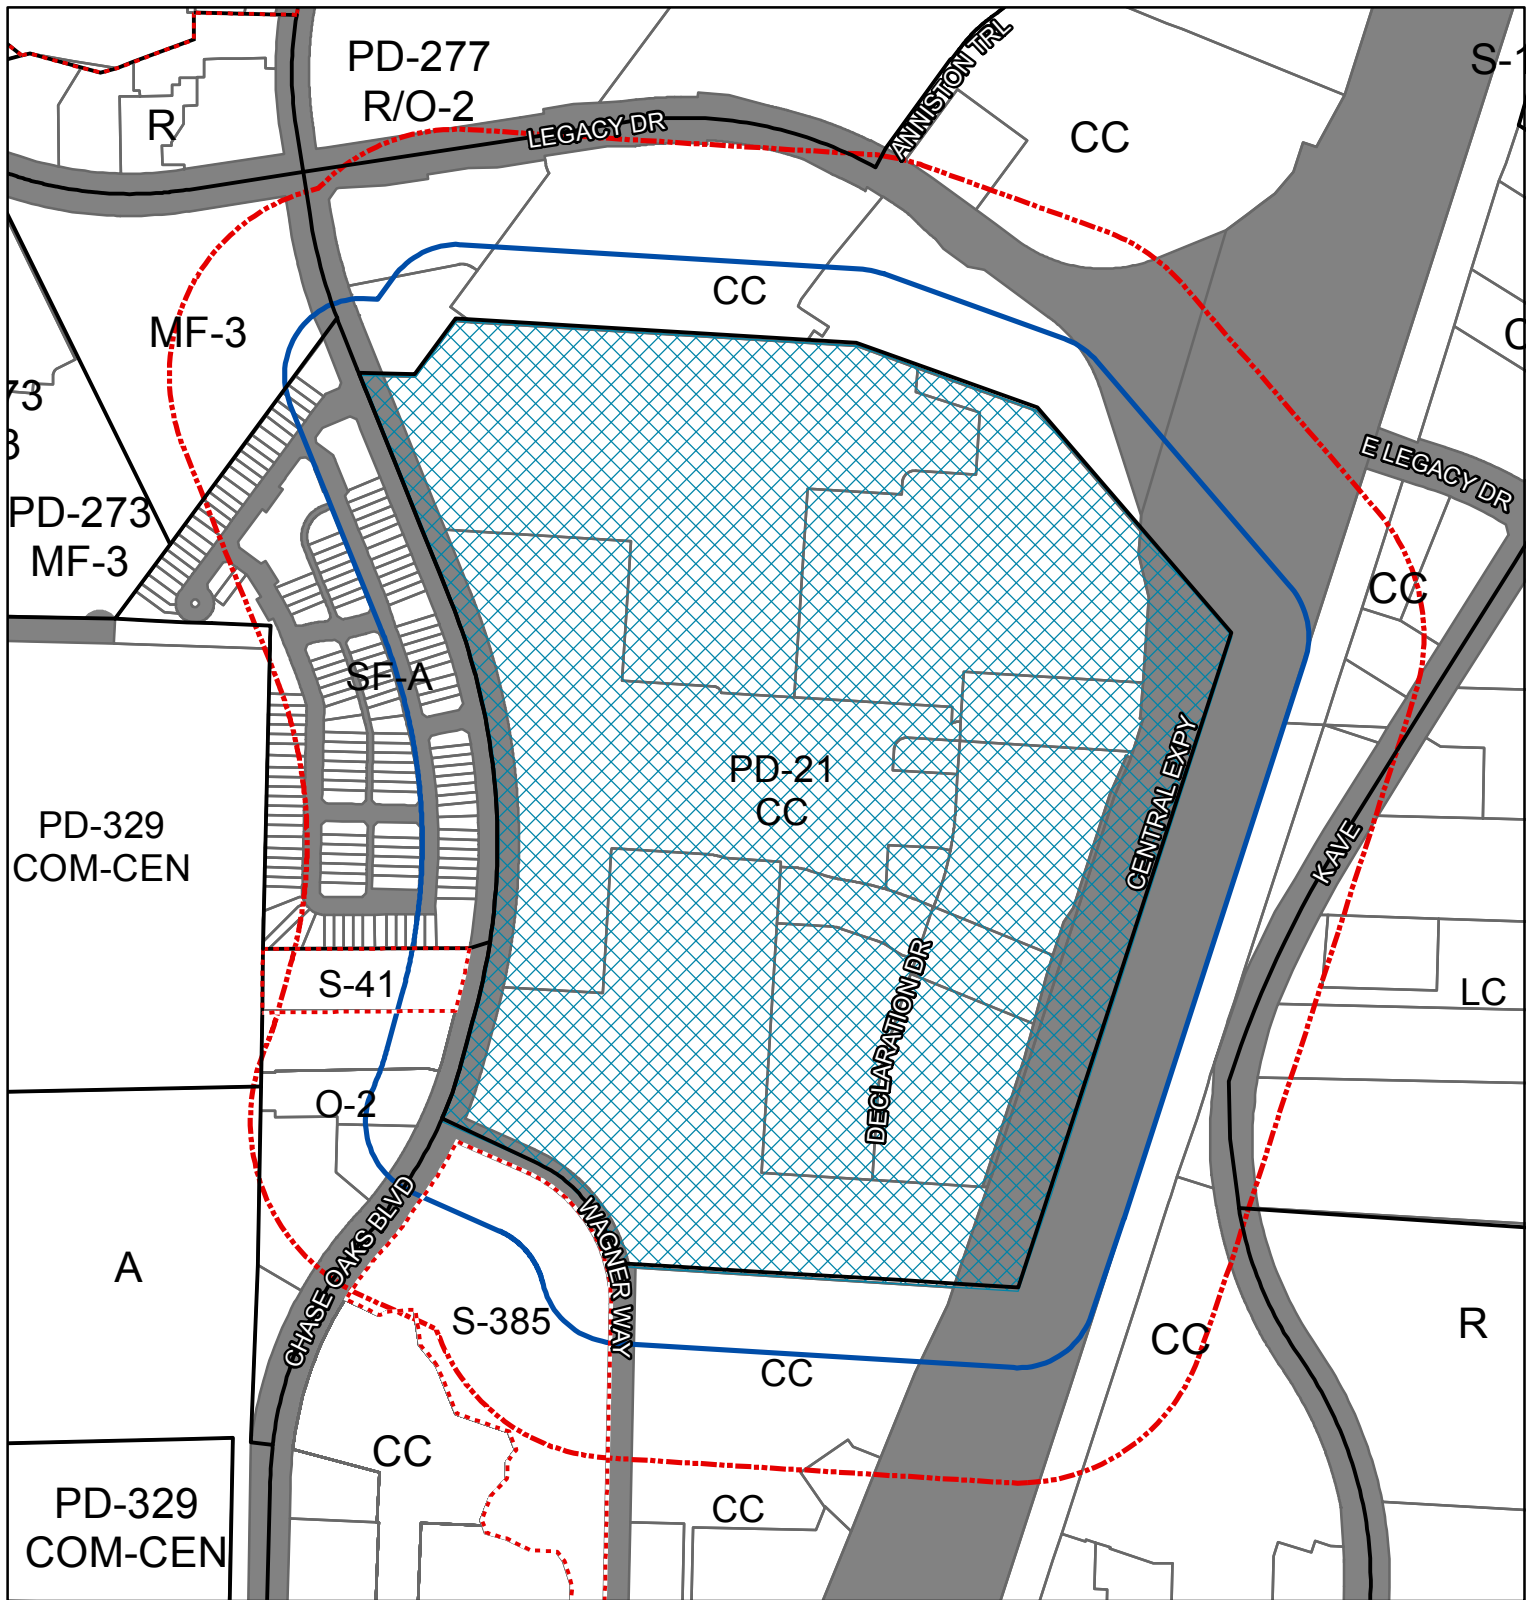 PD-277
R/O-2
R
LEGACY DR
ANNISTON TRL
CC
S-1
CC
MF-3
73
PD-273
MF-3
E LEGACY DR
CC
SF-A
PD-21
CC
CENTRAL EXPY
PD-329
COM-CEN
K AVE
S-41
LC
DECLARATION DR
O-2
CHASE OAKS BLVD
WAGNER WAY
A
S-385
CC
CC
R
CC
CC
PD-329
COM-CEN